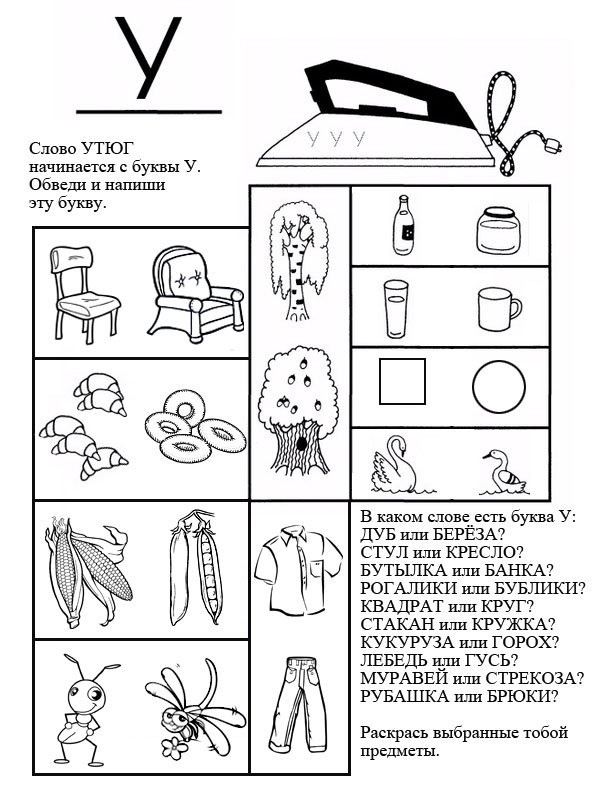 У
У У У
Слово УТЮГ
начинается с буквы У.
Обведи и напиши
эту букву.
В каком слове есть буква У:
ДУБ или БЕРЁЗА?
СТУЛ или КРЕСЛО?
БУТЫЛКА или БАНКА?
РОГАЛИКИ или БУБЛИКИ?
КВАДРАТ или КРУГ?
СТАКАН или КРУЖКА?
КУКУРУЗА или ГОРОХ?
ЛЕБЕДЬ или ГУСЬ?
МУРАВЕЙ или СТРЕКОЗА?
РУБАШКА или БРЮКИ?
Раскрась выбранные тобой
предметы.